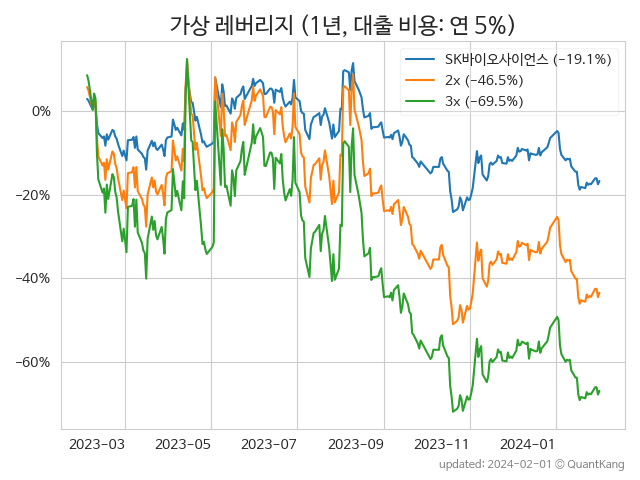 가상 레버리지 (1년, 대출 비용: 연 5%)
SK바이오사이언스 (−19.1%)
2x (−46.5%)
3x (−69.5%)
0%
−20%
−40%
−60%
2023−03 2023−05 2023−07 2023−09 2023−11 2024−01
updated: 2024-02-01 © QuantKang